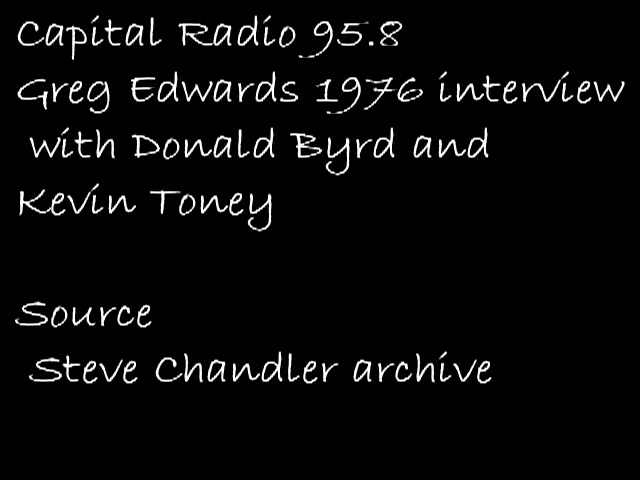 Capital Radio 95.8
Greg Edwards 1976 interview
with Donald Byrd and
Kevin Toney
Source
Steve Chandler archive